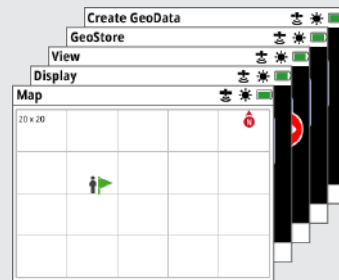 Create GeoData
GeoStore
View
Display
Map
20 x 20
N